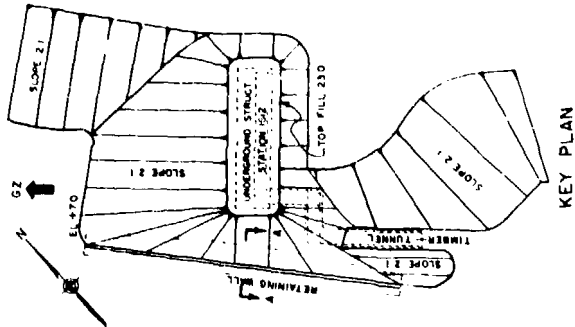 GZ
N
EL +70
SLOPE 2:1
SLOPE 2:1
UNDERGROUND STRUCT
STATION
TOP FILL 230
SLOPE 2:1
TIMBER TUNNEL
SLOPE 2:1
RETAINING WALL
A
A
KEY PLAN